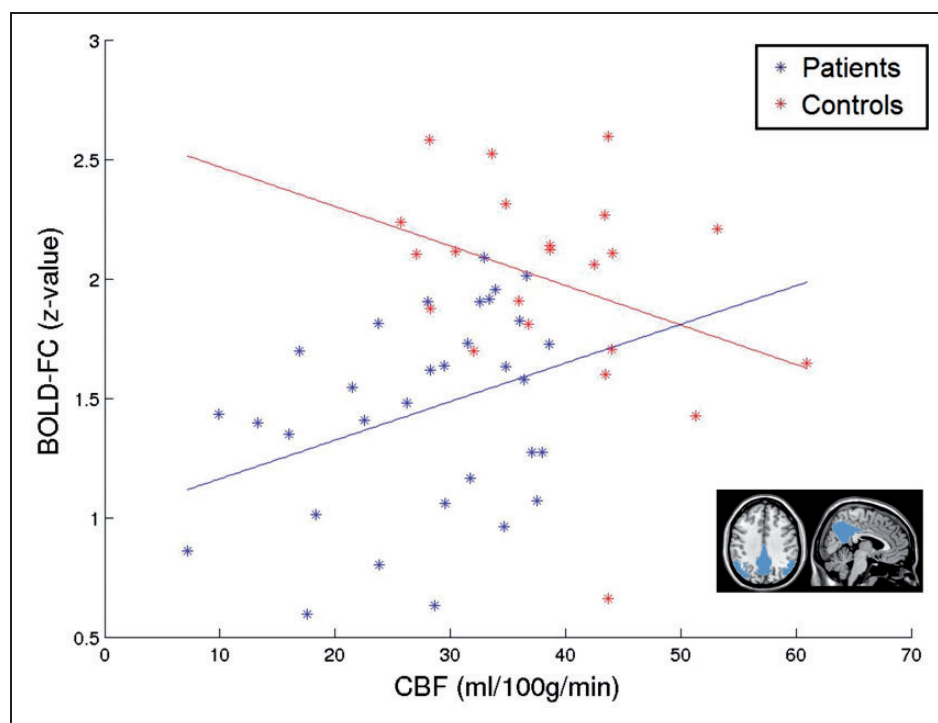 3
2.5
2
1.5
1
0.5
BOLD-FC (z-value)
Patients
Controls
0 10 20 30 40 50 60 70
CBF (ml/100g/min)